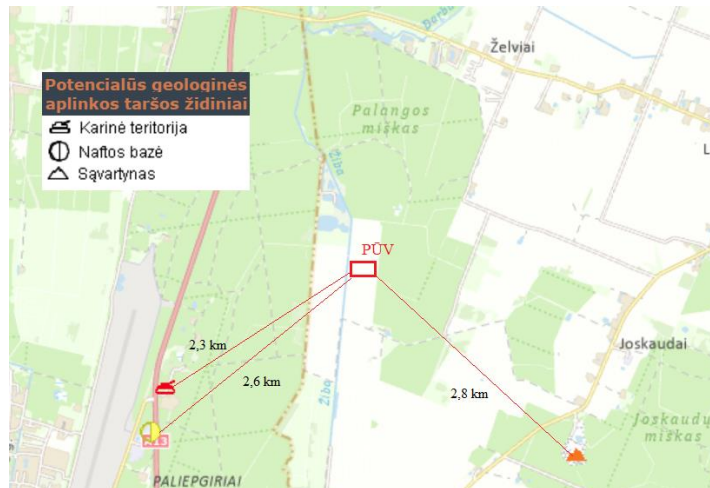 Darba
Želviai
Potencialūs geologinės
aplinkos taršos židiniai
Karinė teritorija
Naftos bazė
Sąvartynas
Palangos
miškas
Žiba
L
PŪV
2,3 km
2,6 km
2,8 km
Joskaudai
Žiba
Joskaudų
miškas
PALIEPGIRIAI